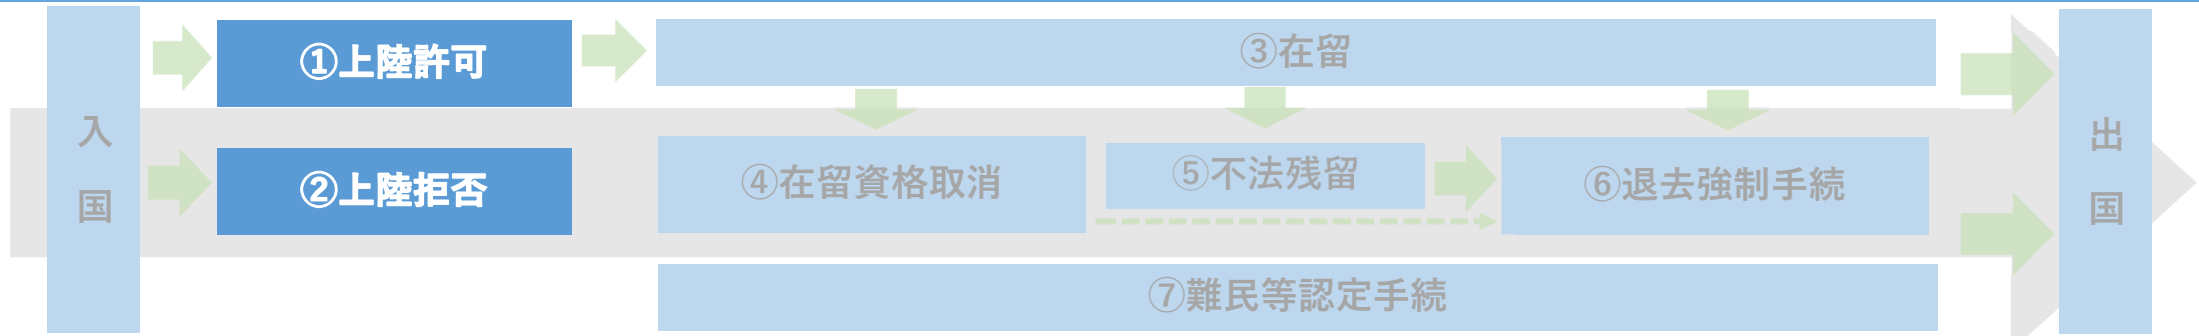 入国
①上陸許可
②上陸拒否
③在留
④在留資格取消
⑤不法残留
⑥退去強制手続
⑦難民等認定手続
出国